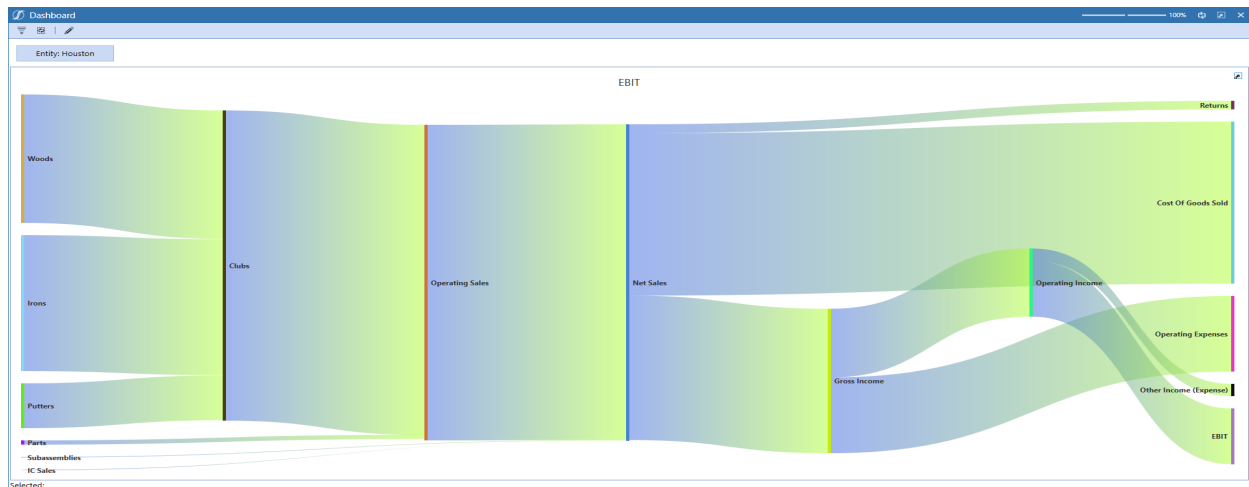 Dashboard
100%
Entity: Houston
EBIT
Returns
Woods
Cost Of Goods Sold
Clubs
Operating Sales
Net Sales
Operating Income
Irons
Operating Expenses
Gross Income
Other Income (Expense)
Putters
EBIT
Parts
Subassemblies
IC Sales
Selected: